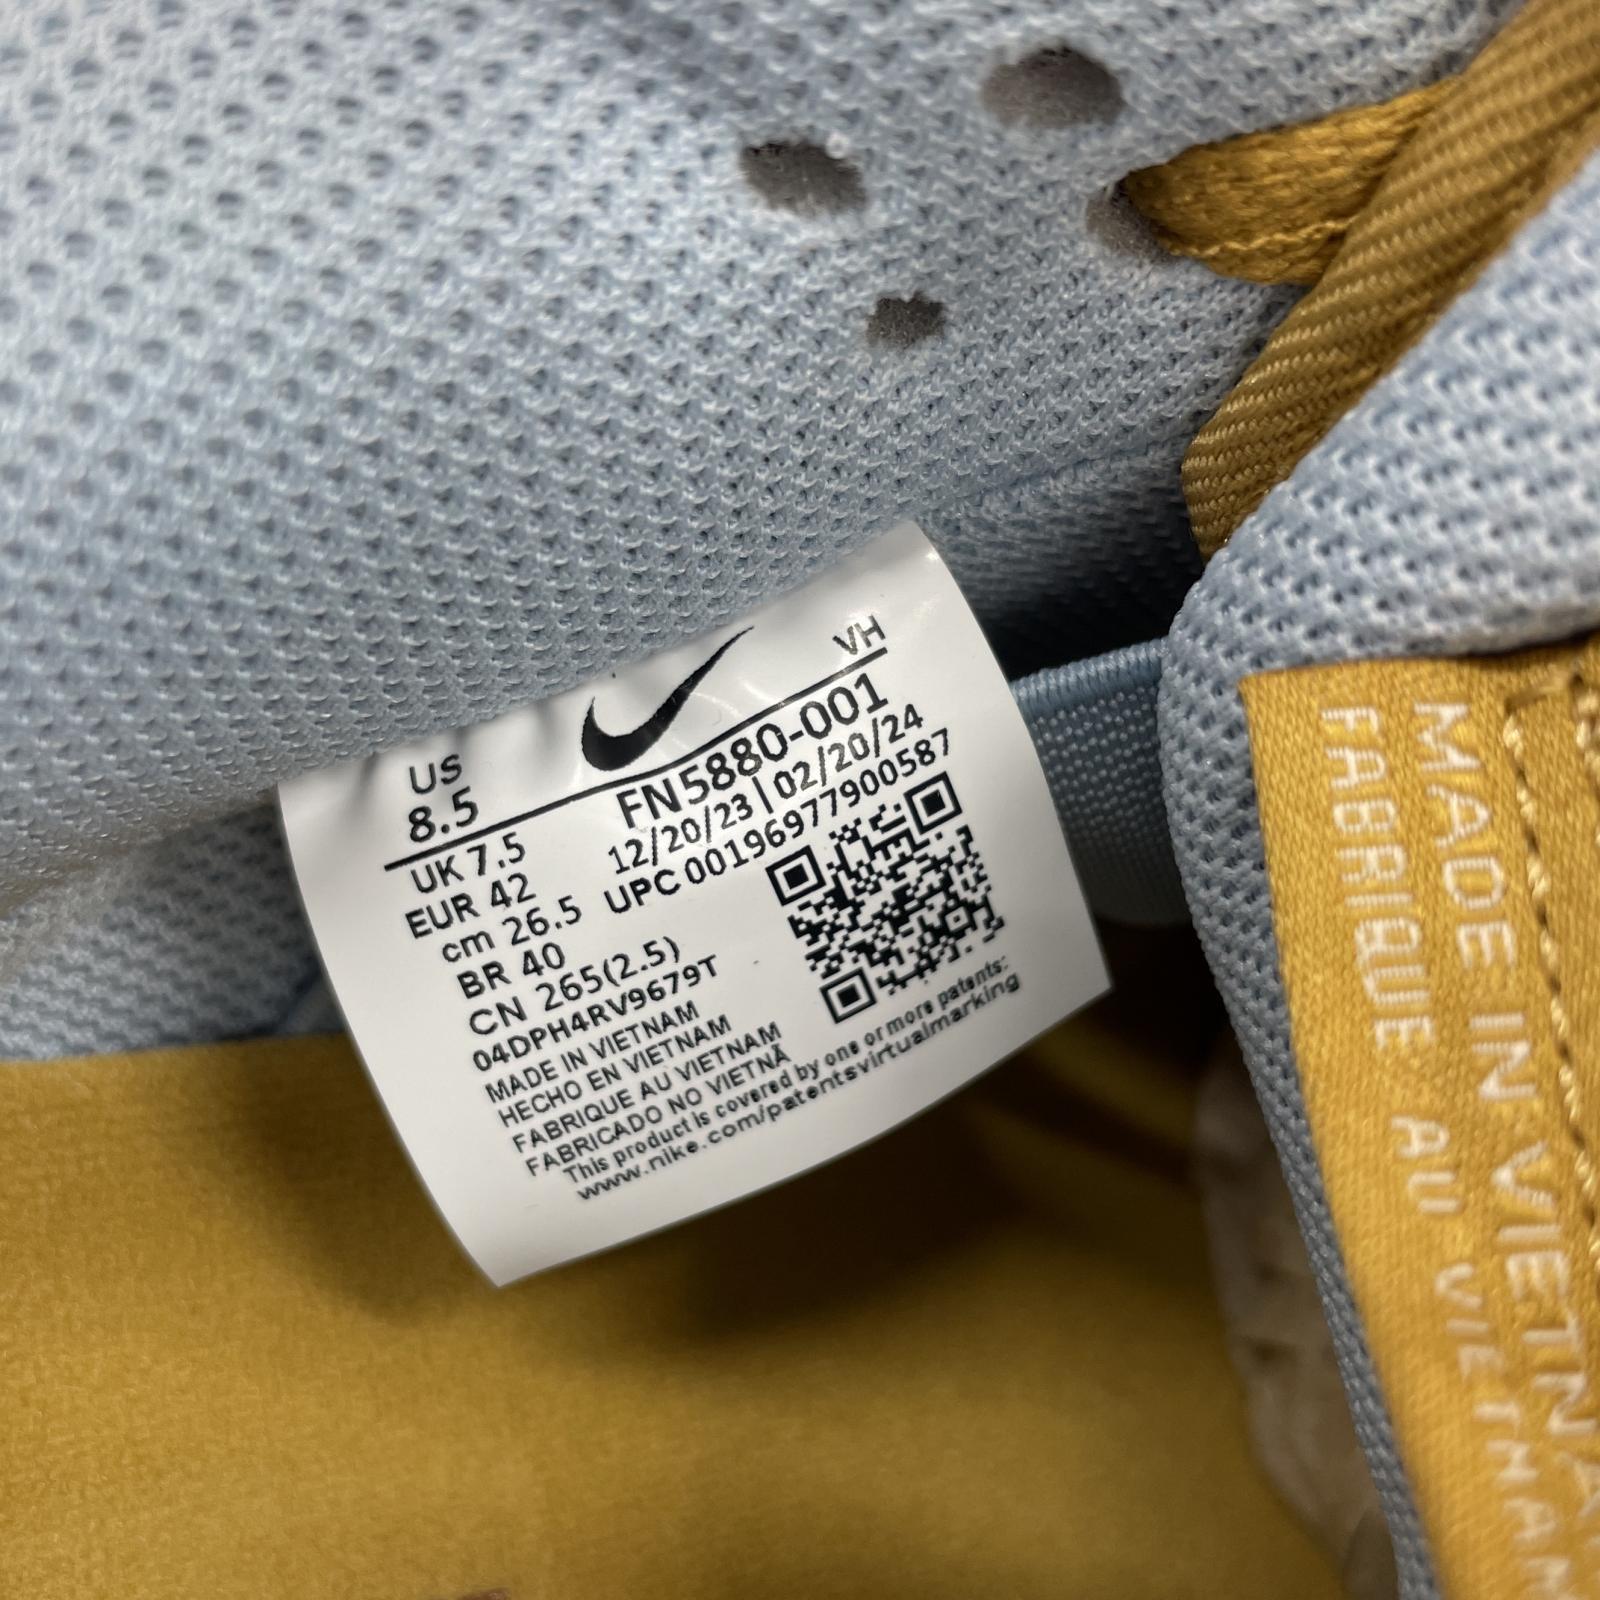 VH
US
8.5
FN5880-001
12/20/23 | 02/20/24
UPC 00196977900587
UK 7.5
EUR 42
cm 26.5
BR 40
CN 265(2.5)
04DPH4RV9679T
MADE IN VIETNAM
HECHO EN VIETNAM
FABRIQUE AU VIETNAM
FABRICADO NO VIETNÃ
This product is covered by one or more patents:
www.nike.com/patentsvirtualmarking
MADE IN VIETNA
FABRIQUE AU VIETNAM